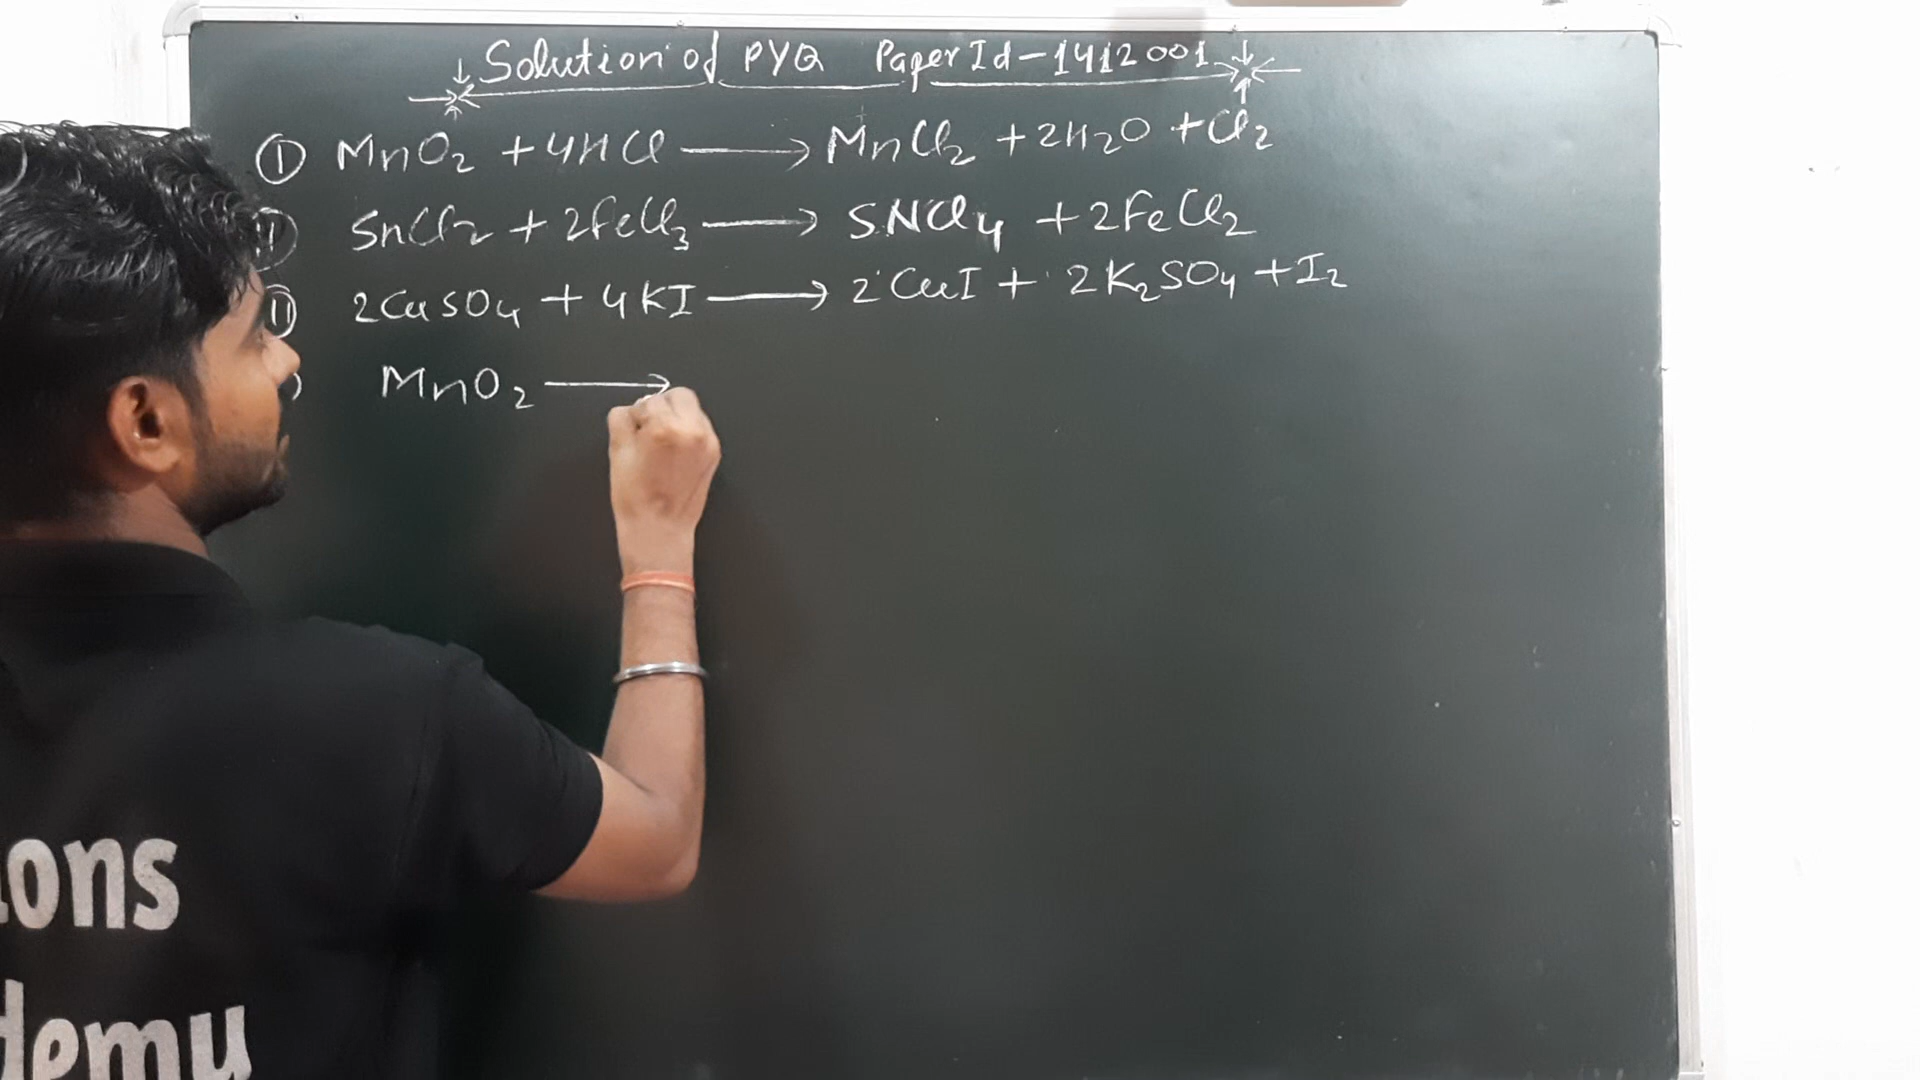 Solution of PYQ Paper Id-1412001
① MnO₂ + 4HCl ⟶ MnCl₂ + 2H₂O + Cl₂
SnCl₂ + 2FeCl₃ ⟶ SNCl₄ + 2FeCl₂
2CuSO₄ + 4KI ⟶ 2CuI + 2K₂SO₄ + I₂
MnO₂ ⟶
ions
demy